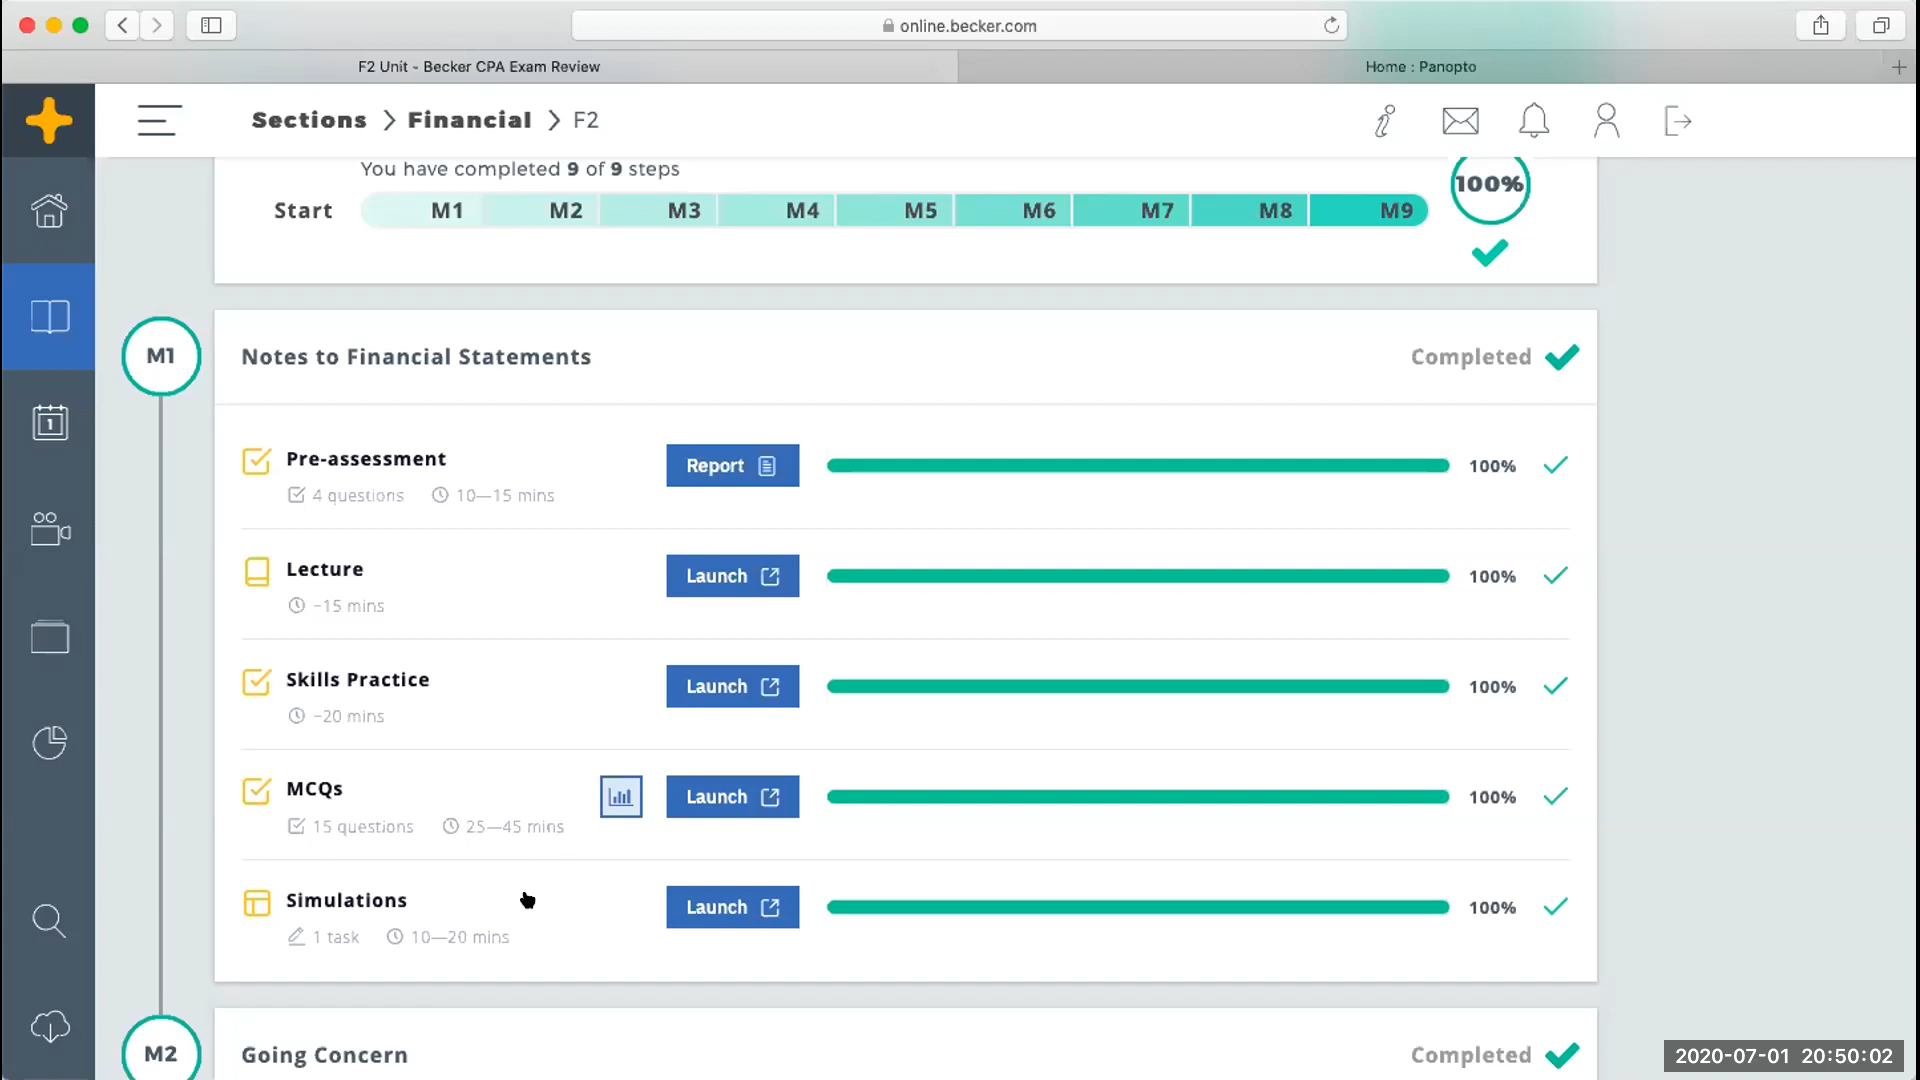 online.becker.com
F2 Unit - Becker CPA Exam Review
Home : Panopto
Sections > Financial > F2
You have completed 9 of 9 steps
100%
Start M1 M2 M3 M4 M5 M6 M7 M8 M9
M1 Notes to Financial Statements Completed
Pre-assessment Report 100%
4 questions 10—15 mins
Lecture Launch 100%
~15 mins
Skills Practice Launch 100%
~20 mins
MCQs Launch 100%
15 questions 25—45 mins
Simulations Launch 100%
1 task 10—20 mins
M2 Going Concern Completed
1
2020-07-01 20:50:02